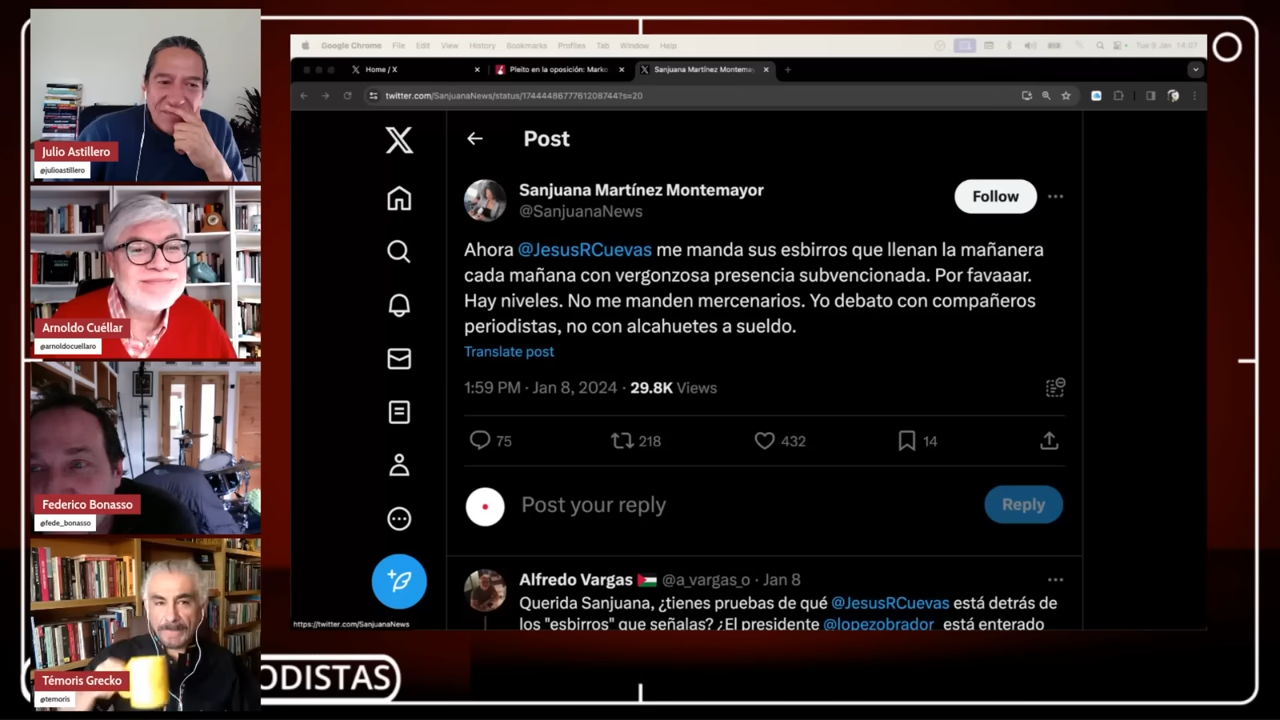 Julio Astillero
@julioastillero
Arnoldo Cuéllar
@arnoldocuellaro
Federico Bonasso
@fede_bonasso
Témoris Grecko
@temoris
ODISTAS
Google Chrome File Edit View History Bookmarks Profiles Tab Window Help
Tue 9 Jan 14:07
Home / X
Pleito en la oposición: Marko
Sanjuana Martínez Montema
twitter.com/SanjuanaNews/status/1744448677761208744?s=20
Post
Sanjuana Martínez Montemayor
@SanjuanaNews
Follow
Ahora @JesusRCuevas me manda sus esbirros que llenan la mañanera
cada mañana con vergonzosa presencia subvencionada. Por favaaar.
Hay niveles. No me manden mercenarios. Yo debato con compañeros
periodistas, no con alcahuetes a sueldo.
Translate post
1:59 PM · Jan 8, 2024 · 29.8K Views
75 218 432 14
Post your reply
Reply
Alfredo Vargas @a_vargas_o · Jan 8
Querida Sanjuana, ¿tienes pruebas de qué @JesusRCuevas está detrás de
los "esbirros" que señalas? ¿El presidente @lopezobrador_ está enterado
https://twitter.com/SanjuanaNews